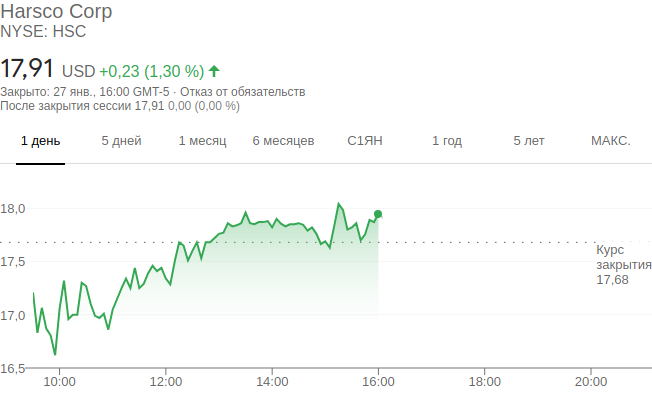 Harsco Corp
NYSE: HSC
17,91 USD +0,23 (1,30 %)
Закрыто: 27 янв., 16:00 GMT-5 · Отказ от обязательств
После закрытия сессии 17,91 0,00 (0,00 %)
1 день 5 дней 1 месяц 6 месяцев С1ЯН 1 год 5 лет МАКС.
18,0
17,5
17,0
16,5
Курс
закрытия
17,68
10:00 12:00 14:00 16:00 18:00 20:00